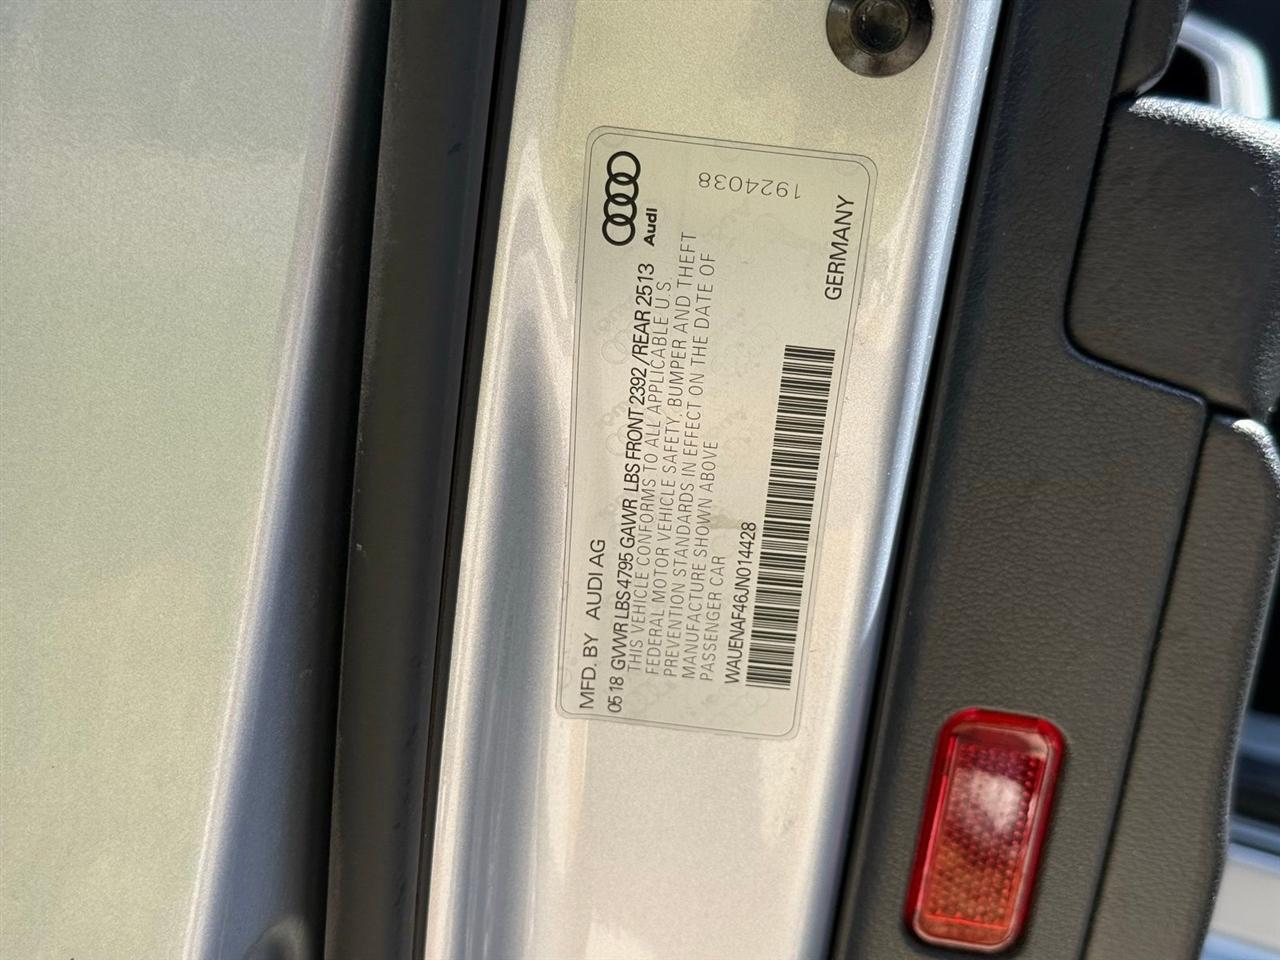 MFD. BY AUDI AG
Audi
0518 GVWR LBS 4795 GAWR LBS FRONT 2392 / REAR 2513
THIS VEHICLE CONFORMS TO ALL APPLICABLE U S
FEDERAL MOTOR VEHICLE SAFETY. BUMPER AND THEFT
PREVENTION STANDARDS IN EFFECT ON THE DATE OF
MANUFACTURE SHOWN ABOVE
PASSENGER CAR
WAUENAF46JN014428
GERMANY
1924038